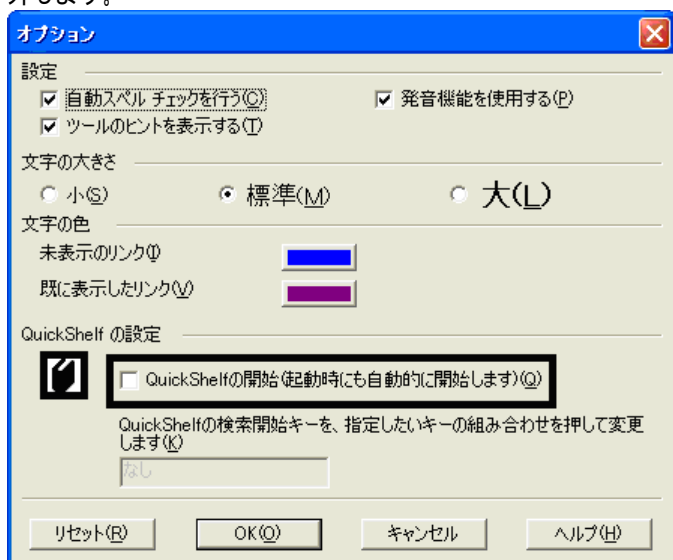 外します。
オプション
設定
自動スペル チェックを行う(C) 発音機能を使用する(P)
ツールのヒントを表示する(T)
文字の大きさ
小(S) 標準(M) 大(L)
文字の色
未表示のリンク(I)
既に表示したリンク(V)
QuickShelf の設定
QuickShelfの開始(起動時にも自動的に開始します)(Q)
QuickShelfの検索開始キーを、指定したいキーの組み合わせを押して変更
します(K)
なし
リセット(R) OK(O) キャンセル ヘルプ(H)